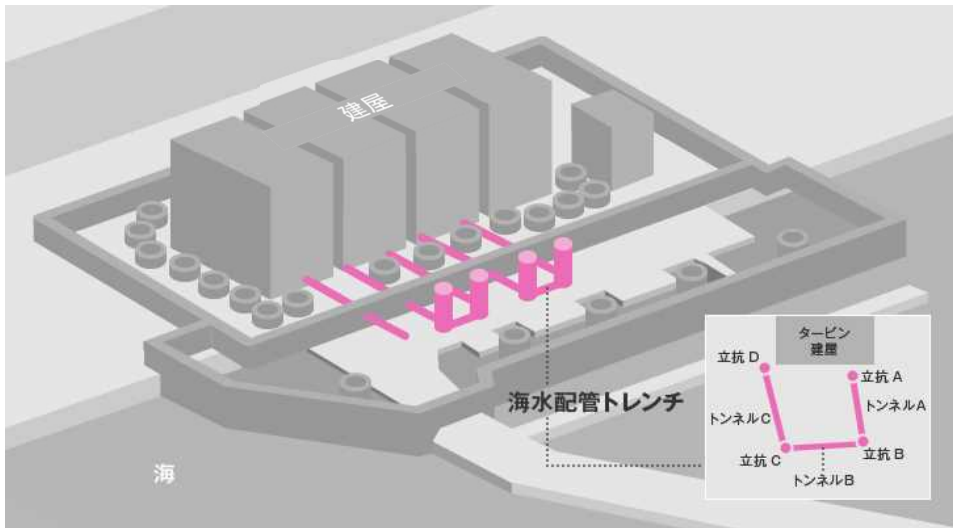 建屋
海水配管トレンチ
海
タービン
建屋
立抗 D
立抗 A
トンネルC
トンネルA
立抗 C
立抗 B
トンネルB